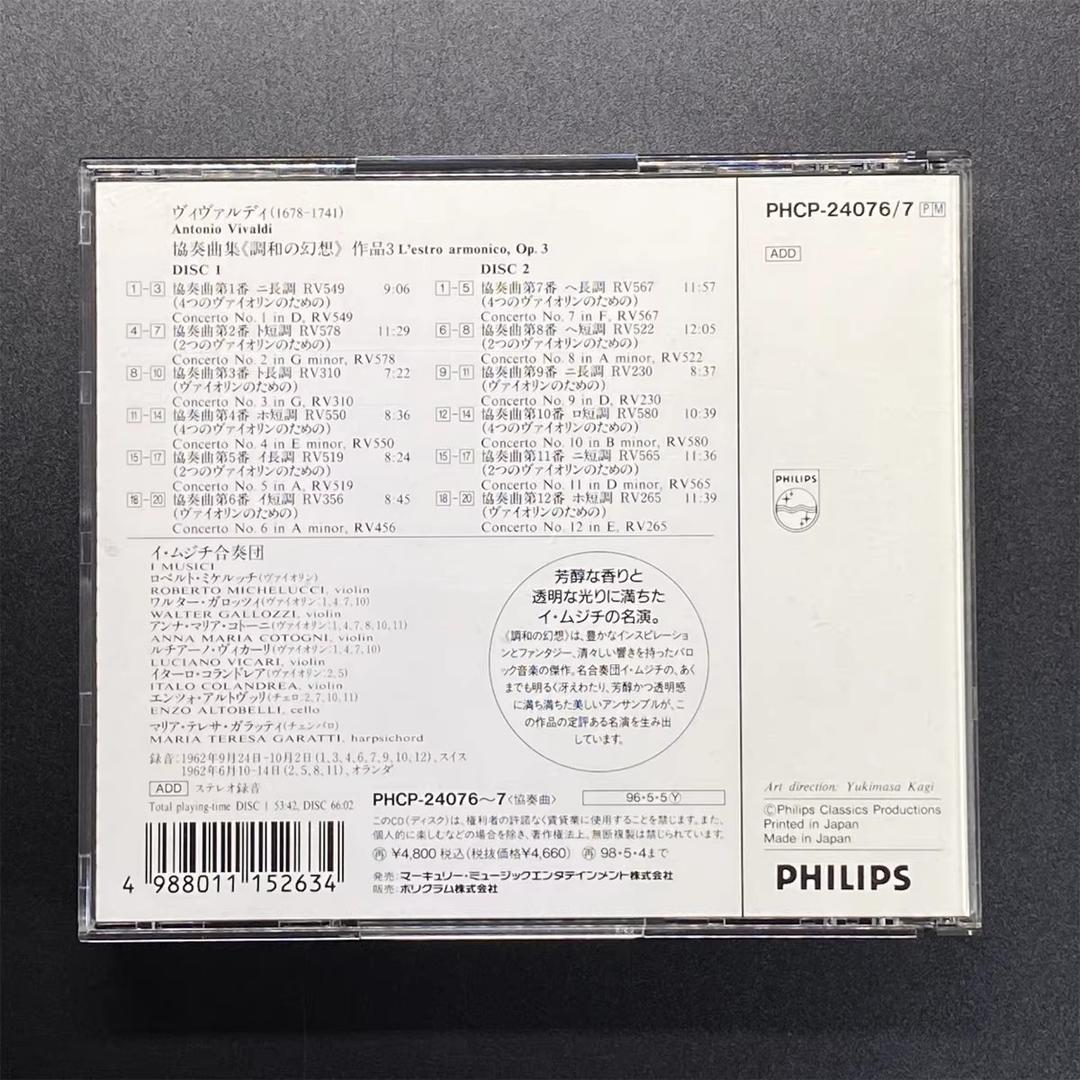 ヴィヴァルディ(1678-1741)
Antonio Vivaldi
協奏曲集《調和の幻想》 作品3 L'estro armonico, Op. 3
DISC 1
1-3 協奏曲第1番 ニ長調 RV549 9:06
(4つのヴァイオリンのための)
Concerto No. 1 in D, RV549
4-7 協奏曲第2番 ト短調 RV578 11:29
(2つのヴァイオリンのための)
Concerto No. 2 in G minor, RV578
8-10 協奏曲第3番 ト長調 RV310 7:22
(ヴァイオリンのための)
Concerto No. 3 in G, RV310
11-14 協奏曲第4番 ホ短調 RV550 8:36
(4つのヴァイオリンのための)
Concerto No. 4 in E minor, RV550
15-17 協奏曲第5番 イ長調 RV519 8:24
(2つのヴァイオリンのための)
Concerto No. 5 in A, RV519
18-20 協奏曲第6番 イ短調 RV356 8:45
(ヴァイオリンのための)
Concerto No. 6 in A minor, RV456
DISC 2
1-5 協奏曲第7番 ヘ長調 RV567 11:57
(4つのヴァイオリンのための)
Concerto No. 7 in F, RV567
6-8 協奏曲第8番 ヘ短調 RV522 12:05
(2つのヴァイオリンのための)
Concerto No. 8 in A minor, RV522
9-11 協奏曲第9番 ニ長調 RV230 8:37
(ヴァイオリンのための)
Concerto No. 9 in D, RV230
12-14 協奏曲第10番 ロ短調 RV580 10:39
(4つのヴァイオリンのための)
Concerto No. 10 in B minor, RV580
15-17 協奏曲第11番 ニ短調 RV565 11:36
(2つのヴァイオリンのための)
Concerto No. 11 in D minor, RV565
18-20 協奏曲第12番 ホ短調 RV265 11:39
(ヴァイオリンのための)
Concerto No. 12 in E, RV265
イ・ムジチ合奏団
I MUSICI
ロベルト・ミケルッチ(ヴァイオリン)
ROBERTO MICHELUCCI, violin
ワルター・ガロッツィ(ヴァイオリン:1,4,7,10)
WALTER GALLOZZI, violin
アンナ・マリア・コトーニ(ヴァイオリン:1,4,7,8,10,11)
ANNA MARIA COTOGNI, violin
ルチアーノ・ヴィカーリ(ヴァイオリン:1,4,7,10)
LUCIANO VICARI, violin
イターロ・コランドレア(ヴァイオリン:2,5)
ITALO COLANDREA, violin
エンツォ・アルトヴッリ(チェロ:2,7,10,11)
ENZO ALTOBELLI, cello
マリア・テレサ・ガラッティ(チェンバロ)
MARIA TERESA GARATTI, harpsichord
録音:1962年9月24日-10月2日(1,3,4,6,7,9,10,12)、スイス
1962年6月10-14日(2,5,8,11)、オランダ
ADD ステレオ録音
Total playing-time DISC 1 53:42, DISC 66:02
4 988011 152634
芳醇な香りと
透明な光りに満ちた
イ・ムジチの名演。
《調和の幻想》は、豊かなインスピレーショ
ンとファンタジー、清々しい響きを持ったバロ
ック音楽の傑作。名合奏団イ・ムジチの、あく
までも明るく冴えわたり、芳醇かつ透明感
に満ち満ちた美しいアンサンブルが、こ
の作品の定評ある名演を生み出
しています。
PHCP-24076〜7〈協奏曲〉 96・5・5Ⓨ
このCD(ディスク)は、権利者の許諾なく賃貸業に使用することを禁じます。また、
個人的に楽しむなどの場合を除き、著作権法上、無断複製は禁じられています。
㊢ ¥4,800 税込(税抜価格¥4,660) ㊢ 98・5・4まで
発売:マーキュリー・ミュージックエンタテインメント株式会社
販売:ポリグラム株式会社
PHCP-24076/7 PM
ADD
PHILIPS
Art direction: Yukimasa Kagi
ⒸPhilips Classics Productions
Printed in Japan
Made in Japan
PHILIPS